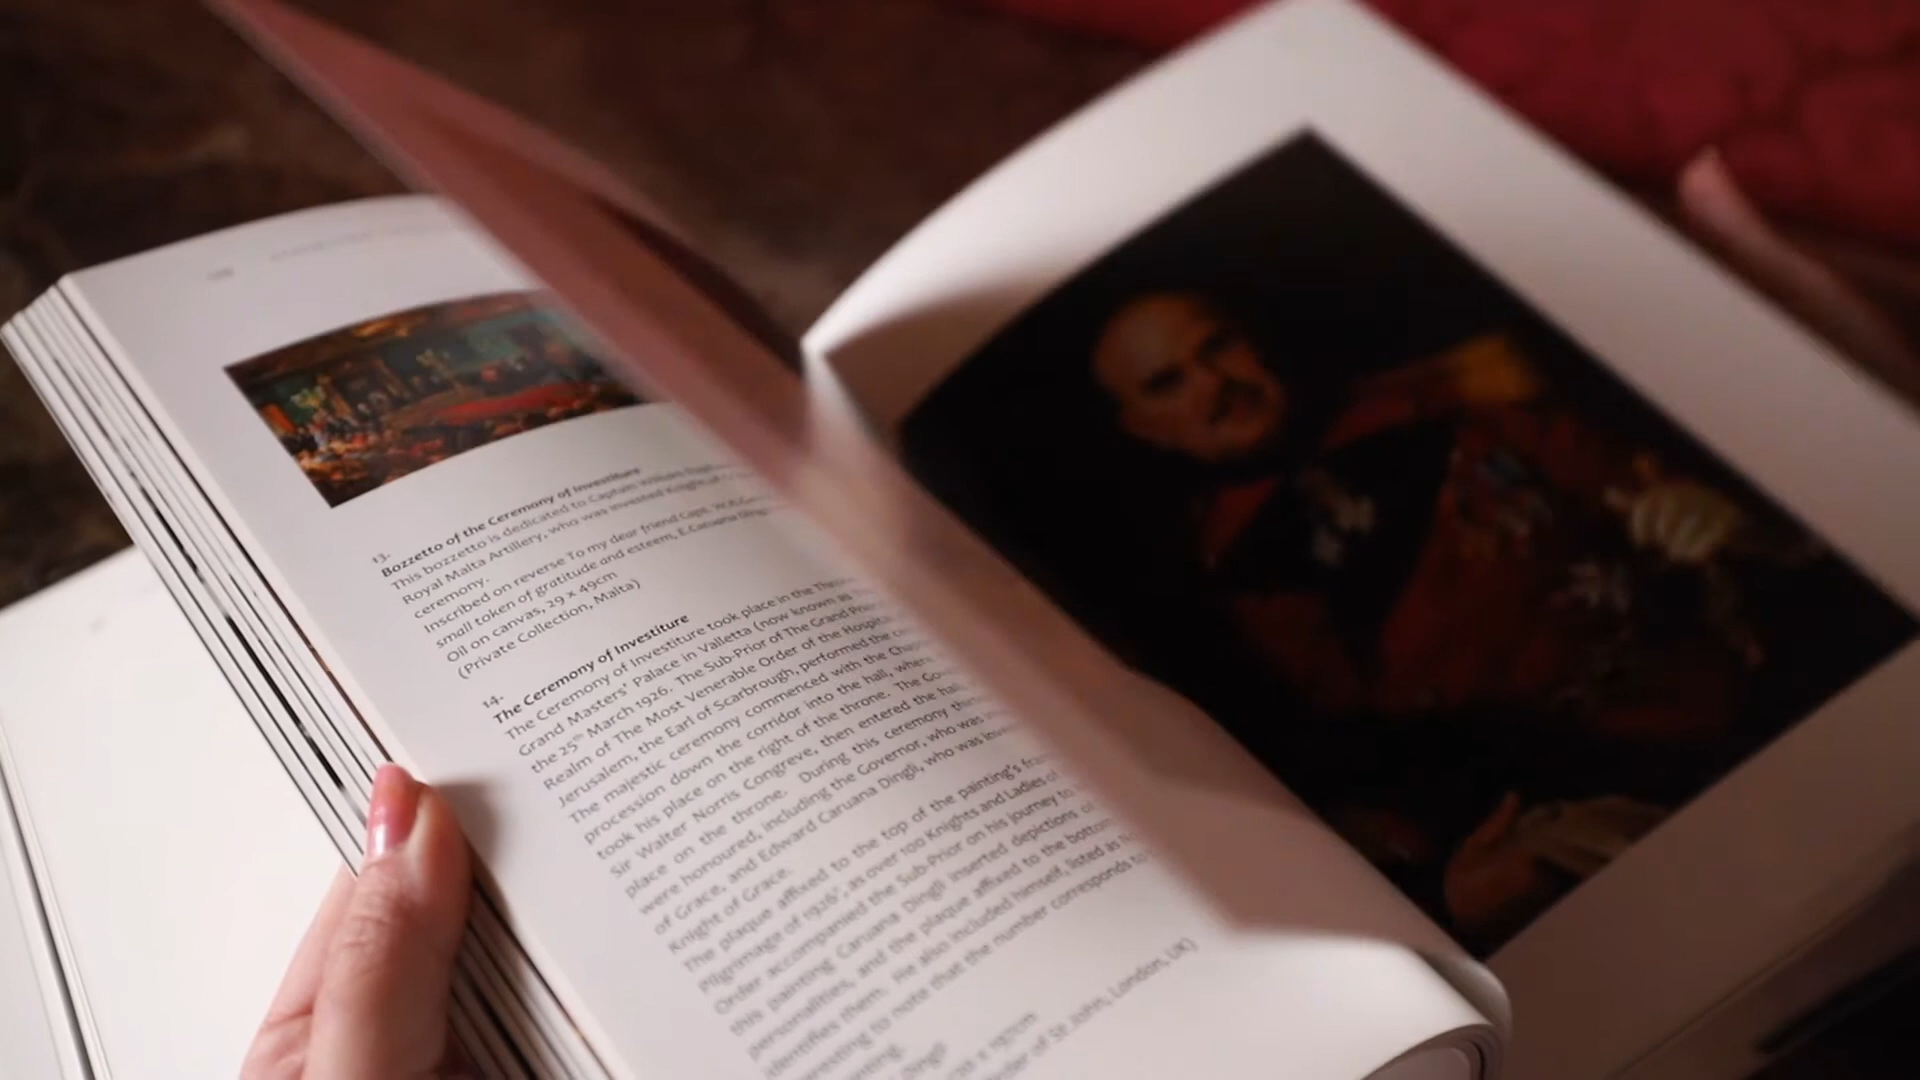 13-
Bozzetto of the Ceremony of Investiture
This bozzetto is dedicated to Captain William
Royal Malta Artillery, who was invested Knight of
ceremony.
Inscribed on reverse To my dear friend Capt.
small token of gratitude and esteem, E.Caruana Dingli
Oil on canvas, 29 x 49cm
(Private Collection, Malta)
14-
The Ceremony of Investiture
The Ceremony of Investiture took place in the
Grand Masters' Palace in Valletta (now known as
the 25th March 1926. The Sub-Prior of The Grand
Realm of The Most Venerable Order of the
Jerusalem, the Earl of Scarbrough, performed the
The majestic ceremony commenced with the
procession down the corridor into the hall, where
took his place on the right of the throne. The
Sir Walter Norris Congreve, then entered the hall
place on the throne. During this ceremony
were honoured, including the Governor, who was
of Grace, and Edward Caruana Dingli, who was
Knight of Grace.
The plaque affixed to the top of the painting's
Pilgrimage of 1926', as over 100 Knights and Ladies of
Order accompanied the Sub-Prior on his journey to
this painting Caruana Dingli inserted depictions of
personalities, and the plaque affixed to the bottom
identifies them. He also included himself, listed as
to note that the number corresponds to
of St John, London, UK)